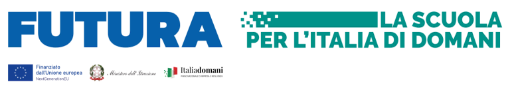 FUTURA
LA SCUOLA
PER L'ITALIA DI DOMANI
Finanziato
dall'Unione europea
NextGenerationEU
Ministero dell'Istruzione
Italiadomani